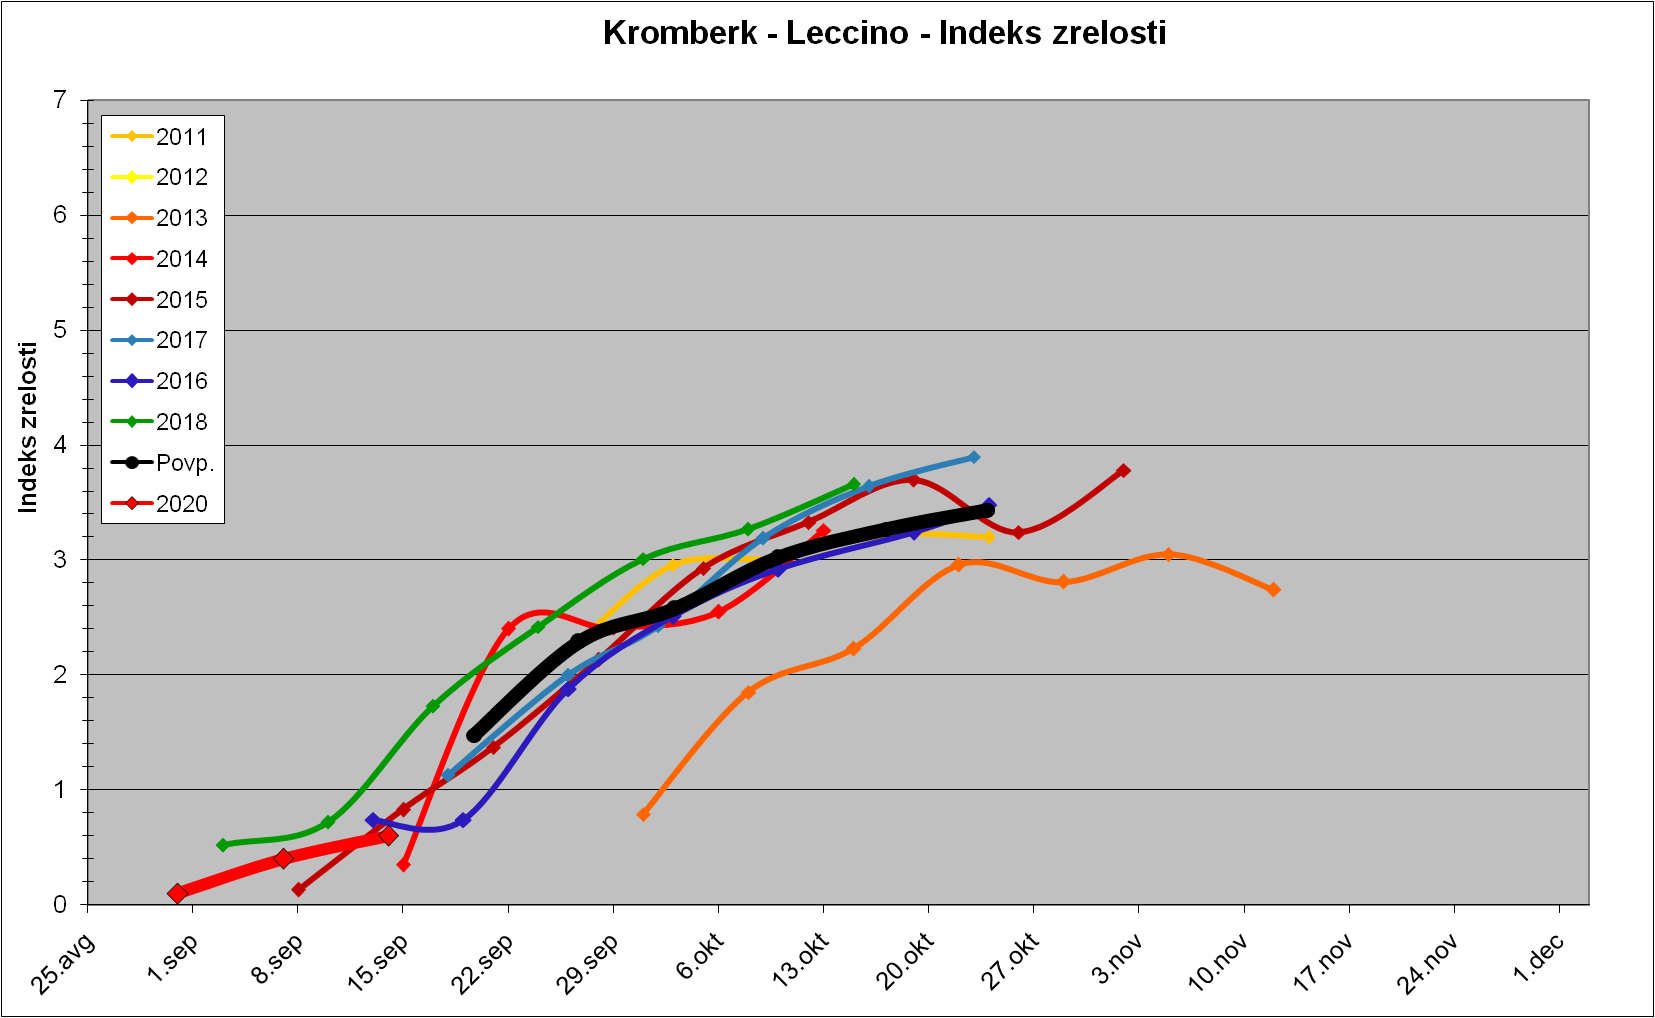 Kromberk - Leccino - Indeks zrelosti
Indeks zrelosti
7
6
5
4
3
2
1
0
2011
2012
2013
2014
2015
2017
2016
2018
Povp.
2020
25.avg
1.sep
8.sep
15.sep
22.sep
29.sep
6.okt
13.okt
20.okt
27.okt
3.nov
10.nov
17.nov
24.nov
1.dec